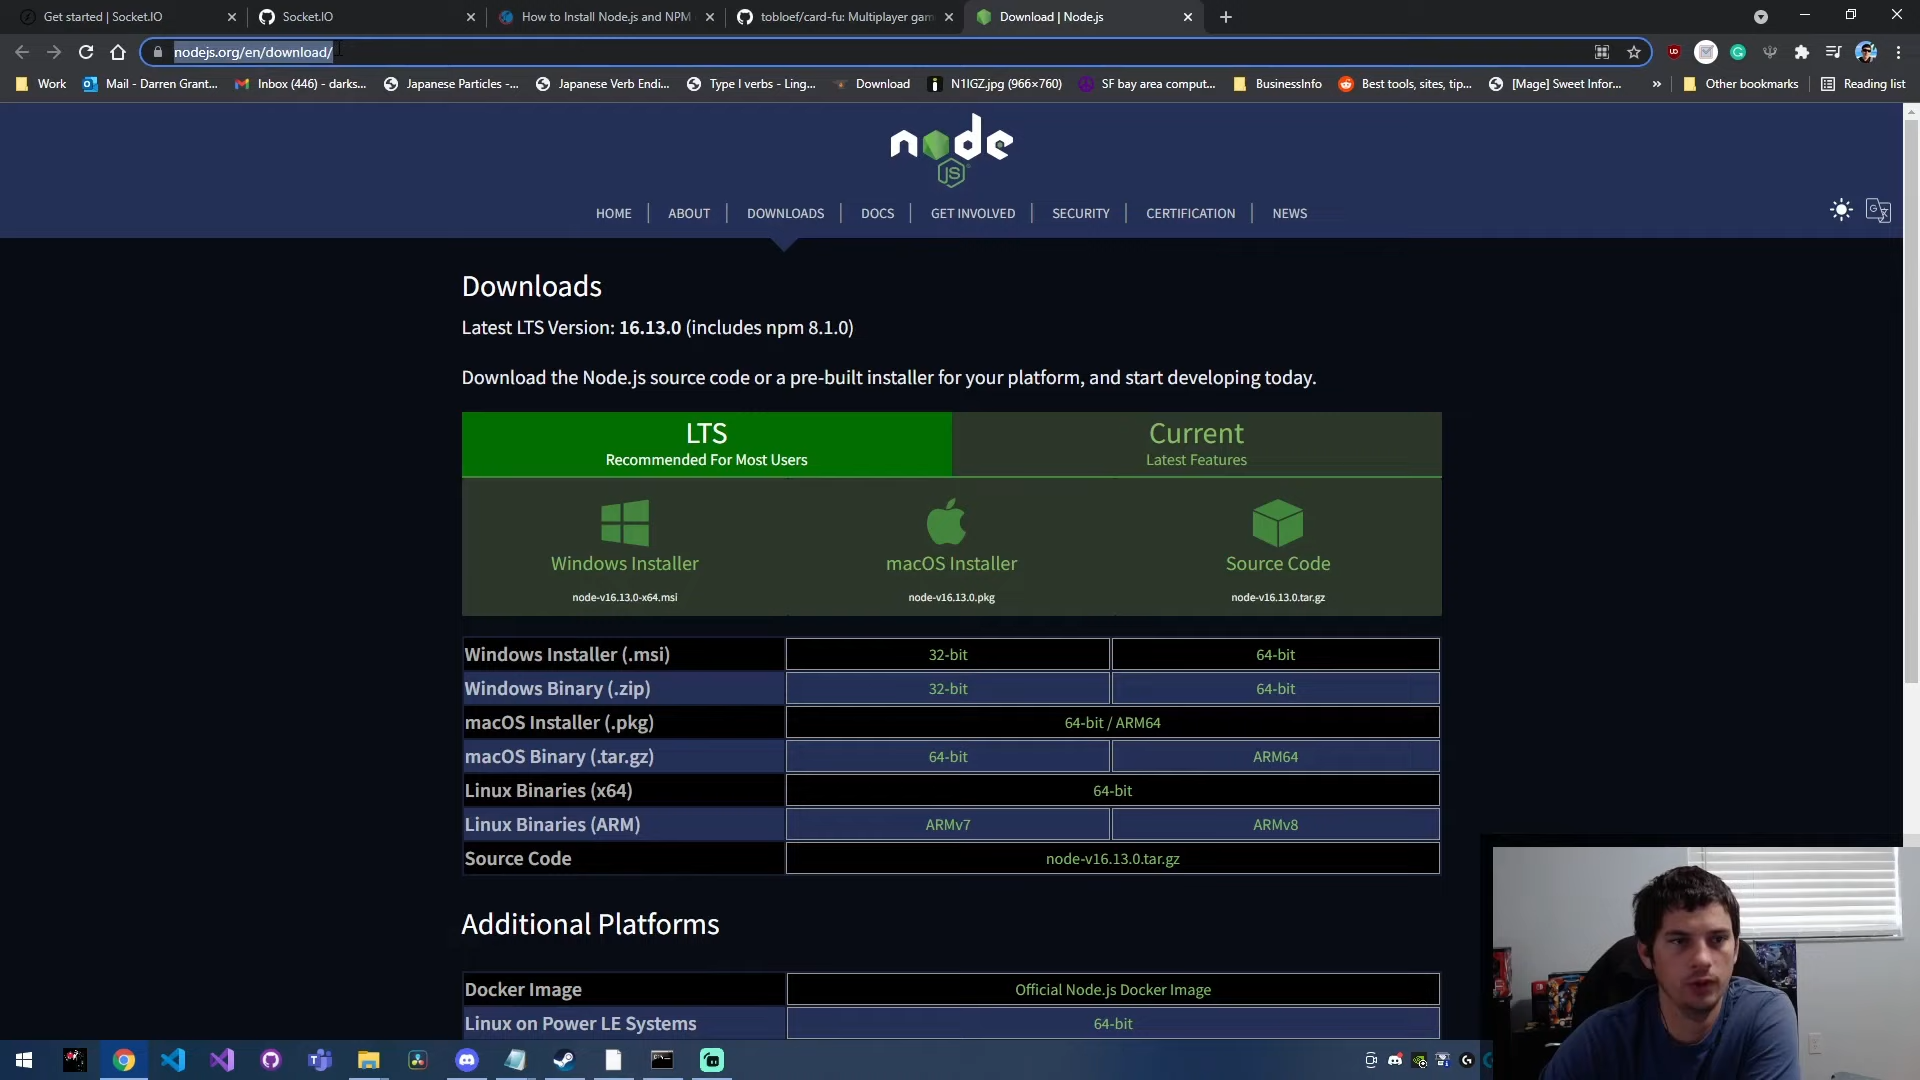 Get started | Socket.IO
Socket.IO
How to Install Node.js and NPM
tobloef/card-fu: Multiplayer gam
Download | Node.js
nodejs.org/en/download/
Work
Mail - Darren Grant...
Inbox (446) - darks...
Japanese Particles -...
Japanese Verb Endi...
Type I verbs - Ling...
Download
N1IGZ.jpg (966×760)
SF bay area comput...
BusinessInfo
Best tools, sites, tip...
[Mage] Sweet Infor...
»
Other bookmarks
Reading list
node
JS
HOME
ABOUT
DOWNLOADS
DOCS
GET INVOLVED
SECURITY
CERTIFICATION
NEWS
Downloads
Latest LTS Version: 16.13.0 (includes npm 8.1.0)
Download the Node.js source code or a pre-built installer for your platform, and start developing today.
LTS
Recommended For Most Users
Current
Latest Features
Windows Installer
node-v16.13.0-x64.msi
macOS Installer
node-v16.13.0.pkg
Source Code
node-v16.13.0.tar.gz
Windows Installer (.msi)
32-bit
64-bit
Windows Binary (.zip)
32-bit
64-bit
macOS Installer (.pkg)
64-bit / ARM64
macOS Binary (.tar.gz)
64-bit
ARM64
Linux Binaries (x64)
64-bit
Linux Binaries (ARM)
ARMv7
ARMv8
Source Code
node-v16.13.0.tar.gz
Additional Platforms
Docker Image
Official Node.js Docker Image
Linux on Power LE Systems
64-bit